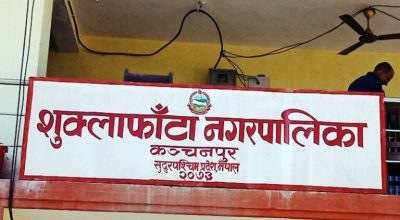 शुक्लाफाँटा नगरपालिका
कञ्चनपुर
सुदुरपश्चिम प्रदेश, नेपाल
२०७३